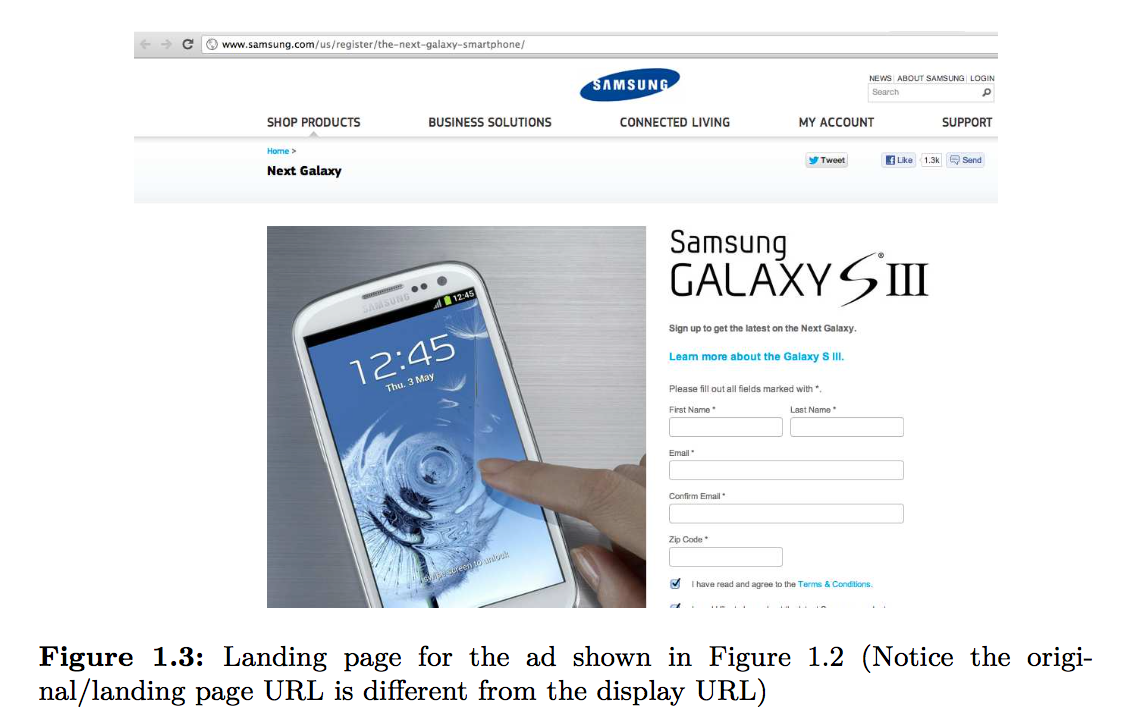 www.samsung.com/us/register/the-next-galaxy-smartphone/
SAMSUNG
NEWS ABOUT SAMSUNG LOGIN
Search
SHOP PRODUCTS BUSINESS SOLUTIONS CONNECTED LIVING MY ACCOUNT SUPPORT
Home >
Next Galaxy
Tweet Like 1.3k Send
SAMSUNG
12:45
12:45
Thu. 3 May
screen to unlock
Samsung
GALAXY S III
Sign up to get the latest on the Next Galaxy.
Learn more about the Galaxy S III.
Please fill out all fields marked with *.
First Name * Last Name *
Email *
Confirm Email *
Zip Code *
I have read and agree to the Terms & Conditions.
Figure 1.3: Landing page for the ad shown in Figure 1.2 (Notice the origi-
nal/landing page URL is different from the display URL)